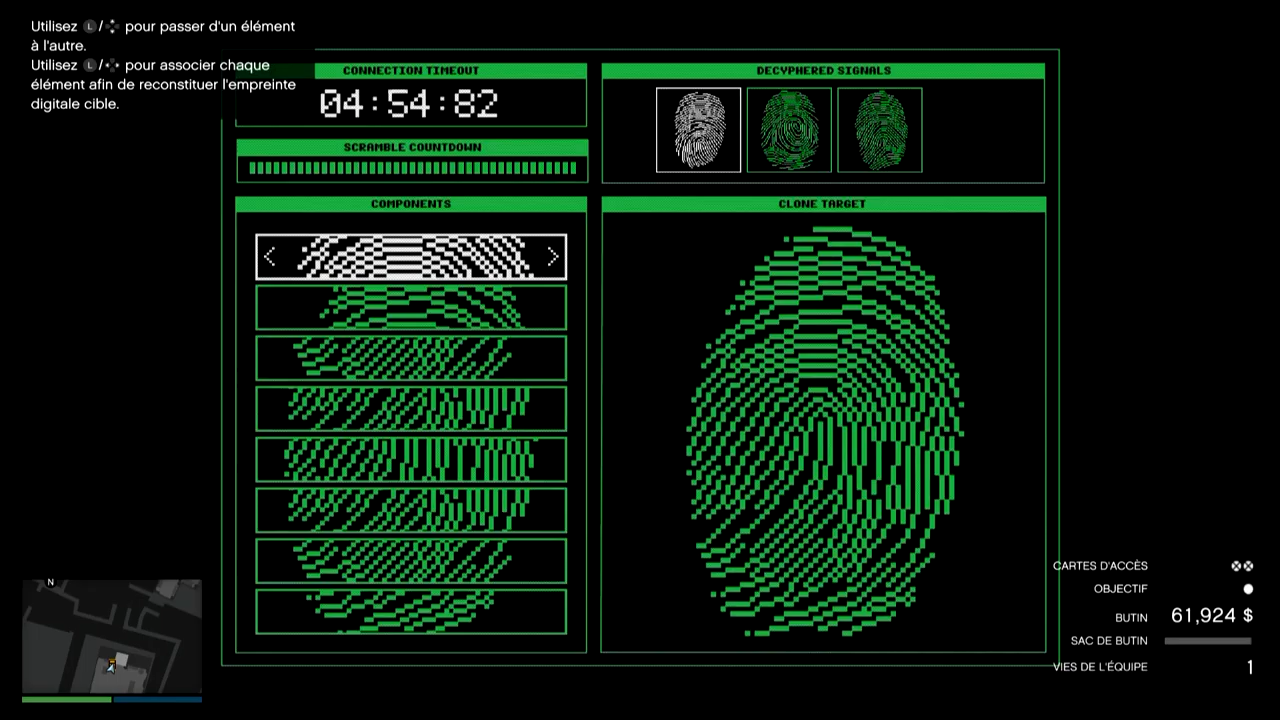 Utilisez L/ pour passer d'un élément
à l'autre.
Utilisez L/ pour associer chaque
élément afin de reconstituer l'empreinte
digitale cible.
CONNECTION TIMEOUT
04:54:82
SCRAMBLE COUNTDOWN
DECYPHERED SIGNALS
COMPONENTS
CLONE TARGET
< >
N
CARTES D'ACCÈS
OBJECTIF
BUTIN 61,924 $
SAC DE BUTIN
VIES DE L'ÉQUIPE 1